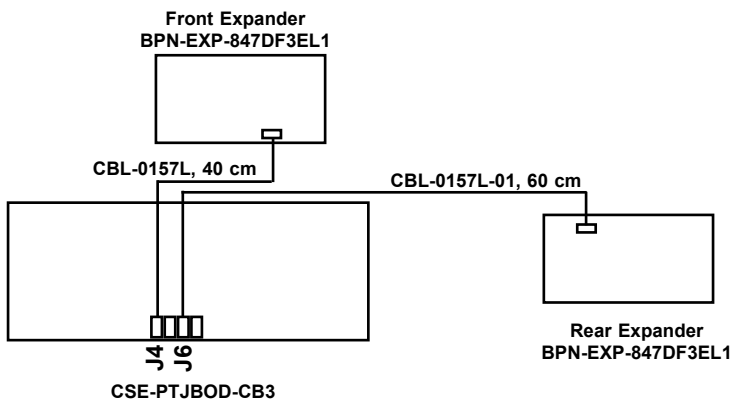 Front Expander
BPN-EXP-847DF3EL1
CBL-0157L, 40 cm
CBL-0157L-01, 60 cm
J4
J6
Rear Expander
BPN-EXP-847DF3EL1
CSE-PTJBOD-CB3